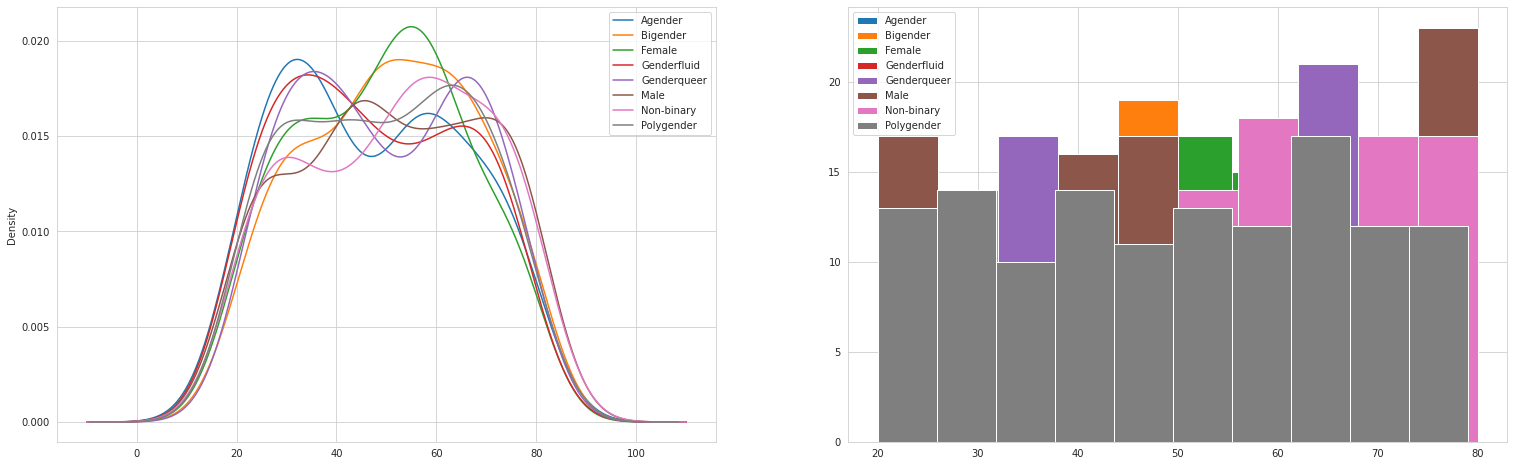 0.020
0.015
0.010
0.005
0.000
Density
0
20
40
60
80
100
Agender
Bigender
Female
Genderfluid
Genderqueer
Male
Non-binary
Polygender
20
15
10
5
0
20
30
40
50
60
70
80
Agender
Bigender
Female
Genderfluid
Genderqueer
Male
Non-binary
Polygender